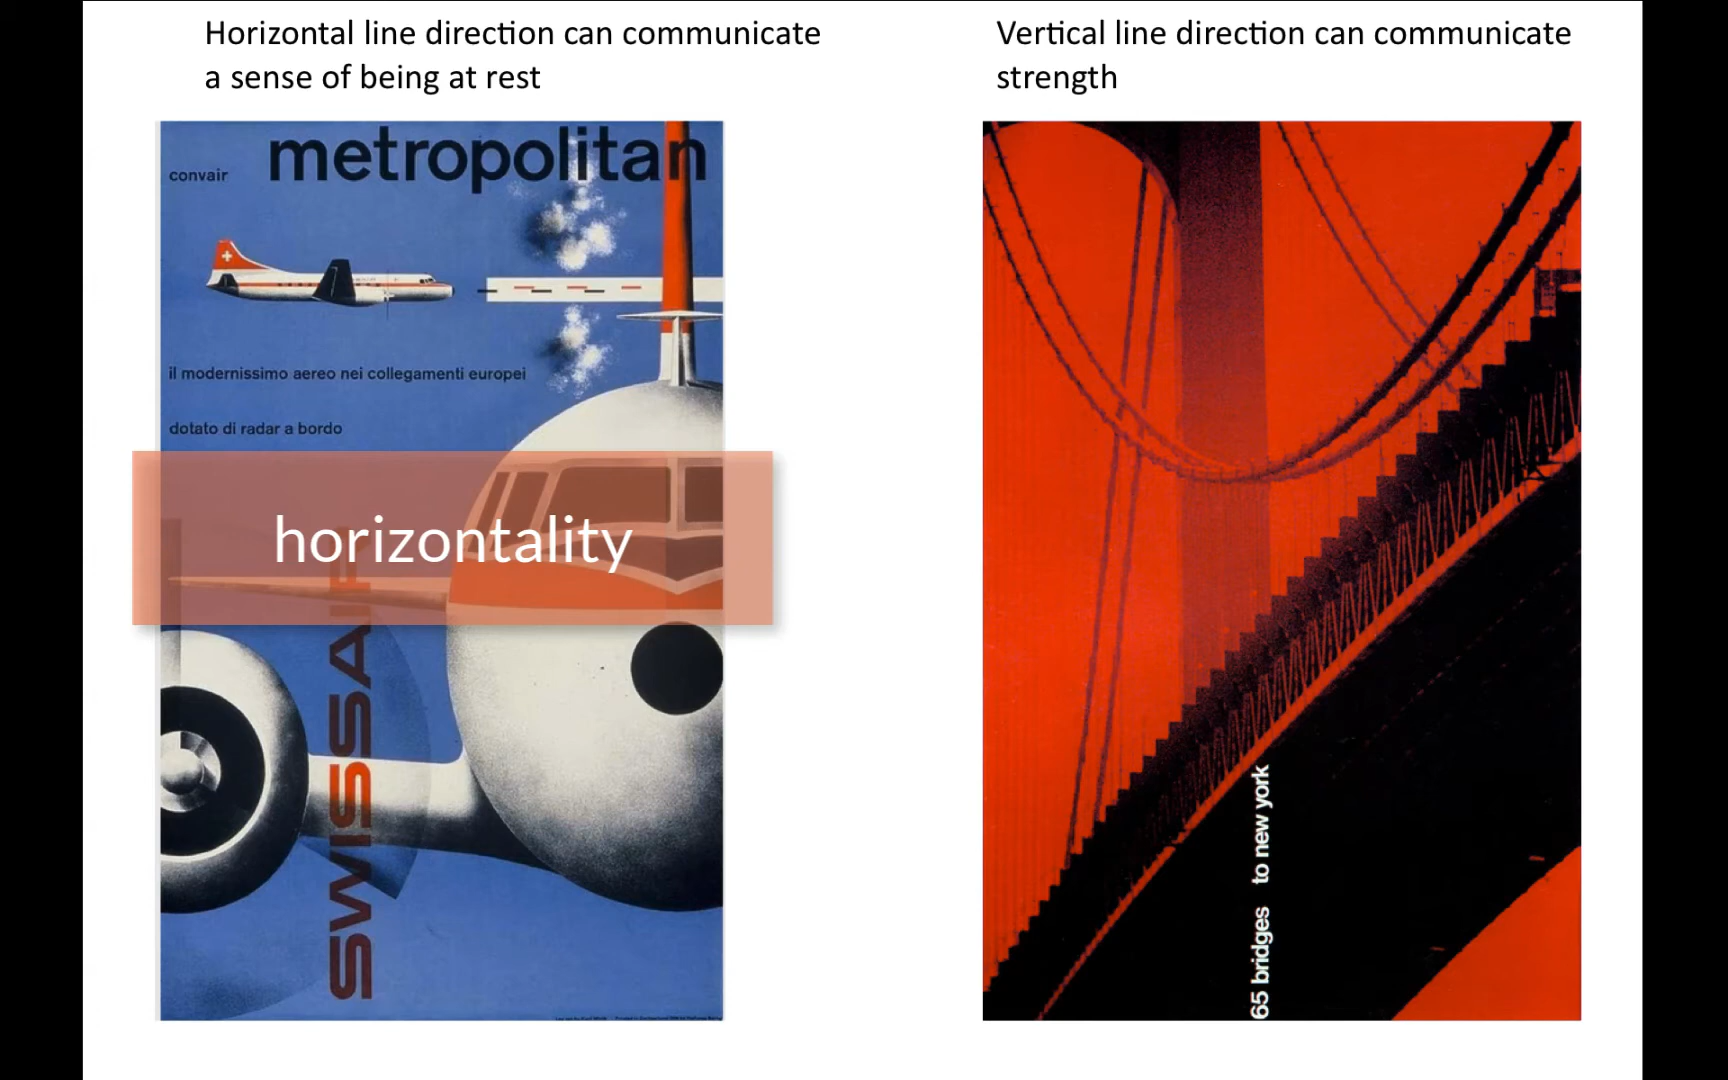 Horizontal line direction can communicate
a sense of being at rest
metropolitan
convair
il modernissimo aereo nei collegamenti europei
dotato di radar a bordo
horizontality
SWISSAIR
Vertical line direction can communicate
strength
65 bridges to new york